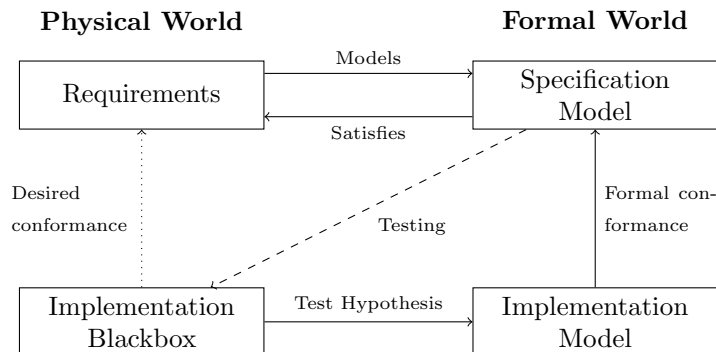 Physical World
Formal World
Requirements
Models
Specification
Model
Satisfies
Desired
conformance
Testing
Formal con-
formance
Implementation
Blackbox
Test Hypothesis
Implementation
Model